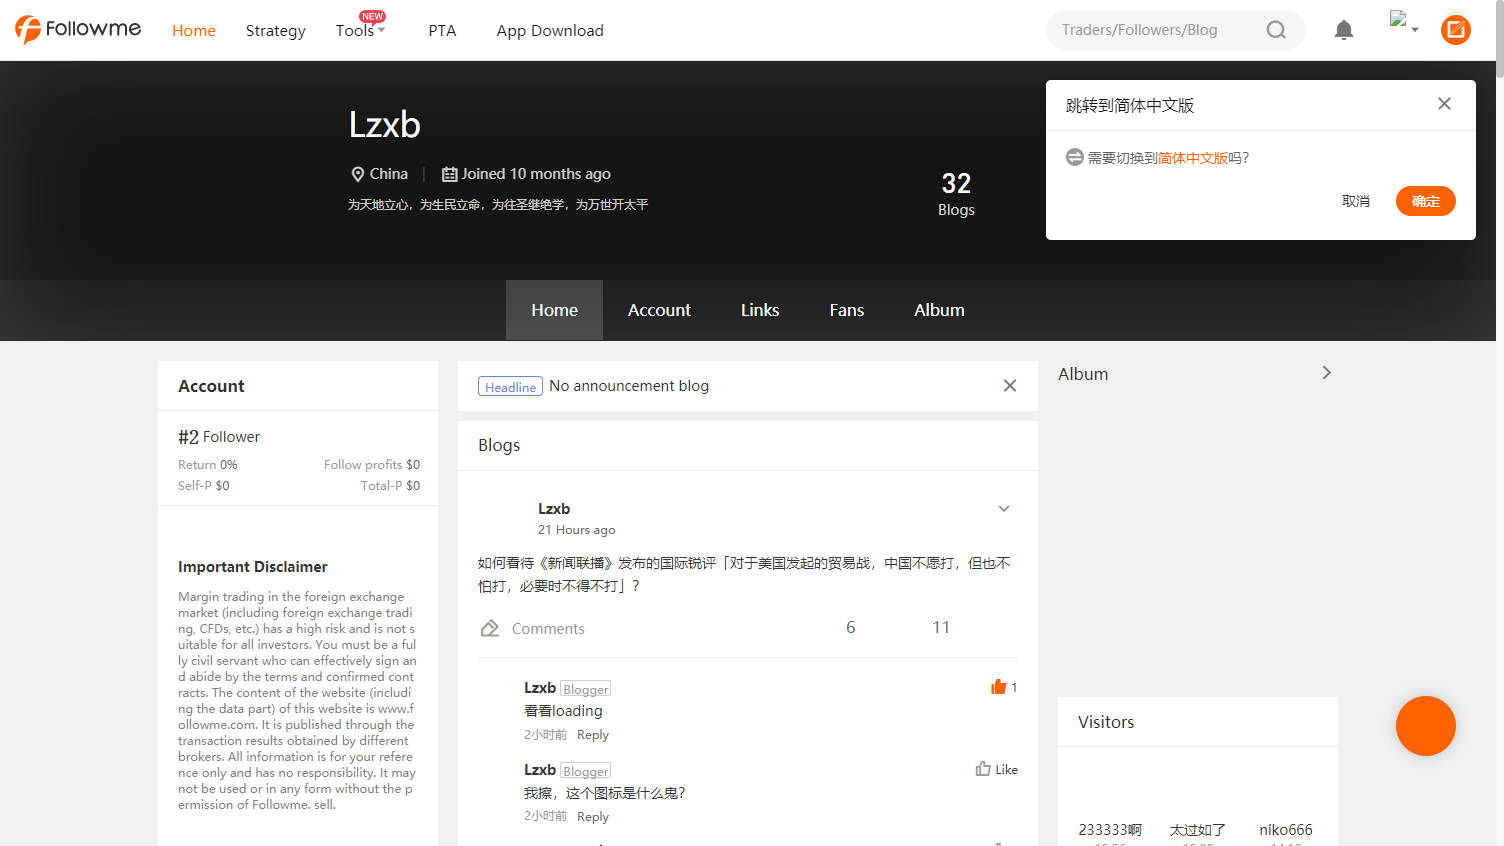 Followme
Home
Strategy
Tools
NEW
PTA
App Download
Traders/Followers/Blog
Lzxb
China
Joined 10 months ago
为天地立心，为生民立命，为往圣继绝学，为万世开太平
32
Blogs
跳转到简体中文版
需要切换到简体中文版吗?
取消
确定
Home
Account
Links
Fans
Album
Account
#2 Follower
Return 0%
Follow profits $0
Self-P $0
Total-P $0
Important Disclaimer
Margin trading in the foreign exchange
market (including foreign exchange tradi
ng, CFDs, etc.) has a high risk and is not s
uitable for all investors. You must be a ful
ly civil servant who can effectively sign an
d abide by the terms and confirmed cont
racts. The content of the website (includi
ng the data part) of this website is www.f
ollowme.com. It is published through the
transaction results obtained by different
brokers. All information is for your refere
nce only and has no responsibility. It may
not be used or in any form without the p
ermission of Followme. sell.
Headline No announcement blog
Blogs
Lzxb
21 Hours ago
如何看待《新闻联播》发布的国际锐评「对于美国发起的贸易战，中国不愿打，但也不
怕打，必要时不得不打」?
Comments
6
11
Lzxb Blogger
1
看看loading
2小时前 Reply
Lzxb Blogger
Like
我擦，这个图标是什么鬼?
2小时前 Reply
Album
Visitors
233333啊
太过如了
niko666